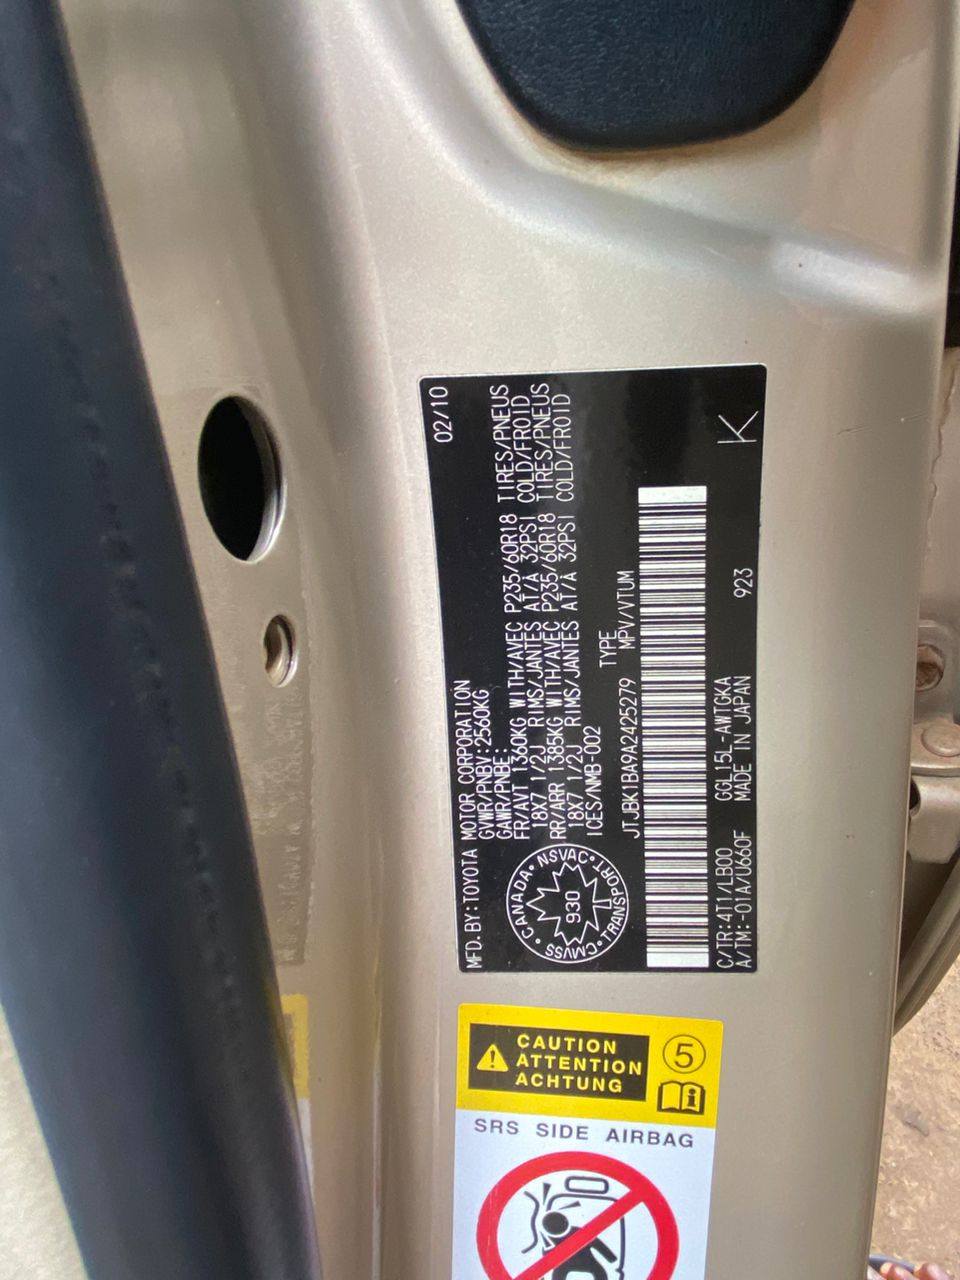 02/10
MFD. BY:TOYOTA MOTOR CORPORATION
GVWR/PNBV:2560KG
GAWR/PNBE:
FR/AVT 1360KG WITH/AVEC P235/60R18 TIRES/PNEUS
18X7 1/2J RIMS/JANTES AT/À 32PSI COLD/FROID
RR/ARR 1385KG WITH/AVEC P235/60R18 TIRES/PNEUS
18X7 1/2J RIMS/JANTES AT/À 32PSI COLD/FROID
ICES/NMB-002
TYPE
JTJBK1BA9A2425279 MPV/VTUM
CANADA • NSVAC • TRANSPORT • CMVSS •
930
C/TR:4T1/LB00 GGL15L-AWTGKA
A/TM:-01A/U660F MADE IN JAPAN 923
K
CAUTION
ATTENTION
ACHTUNG
5
SRS SIDE AIRBAG